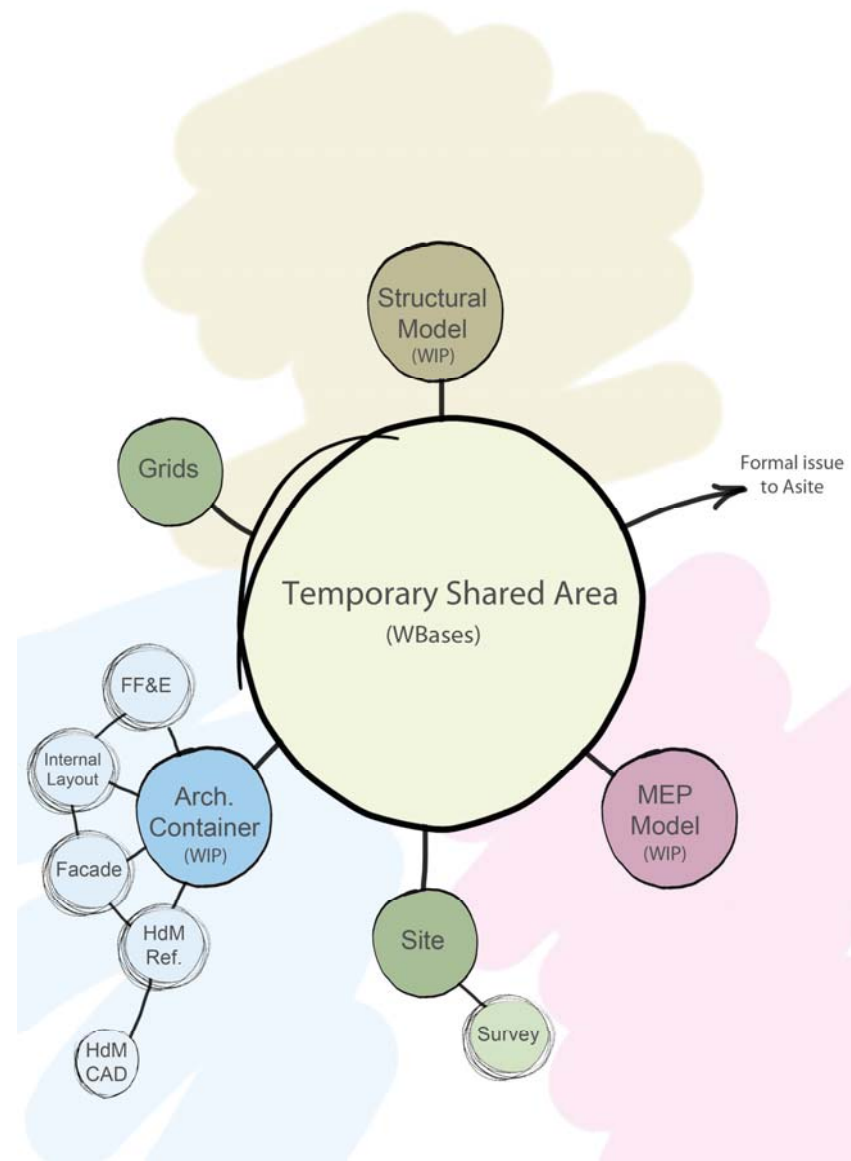 Structural
Model
(WIP)
Grids
Formal issue
to Asite
Temporary Shared Area
(WBases)
FF&E
Internal
Layout
Arch.
Container
(WIP)
MEP
Model
(WIP)
Facade
HdM
Ref.
Site
Survey
HdM
CAD